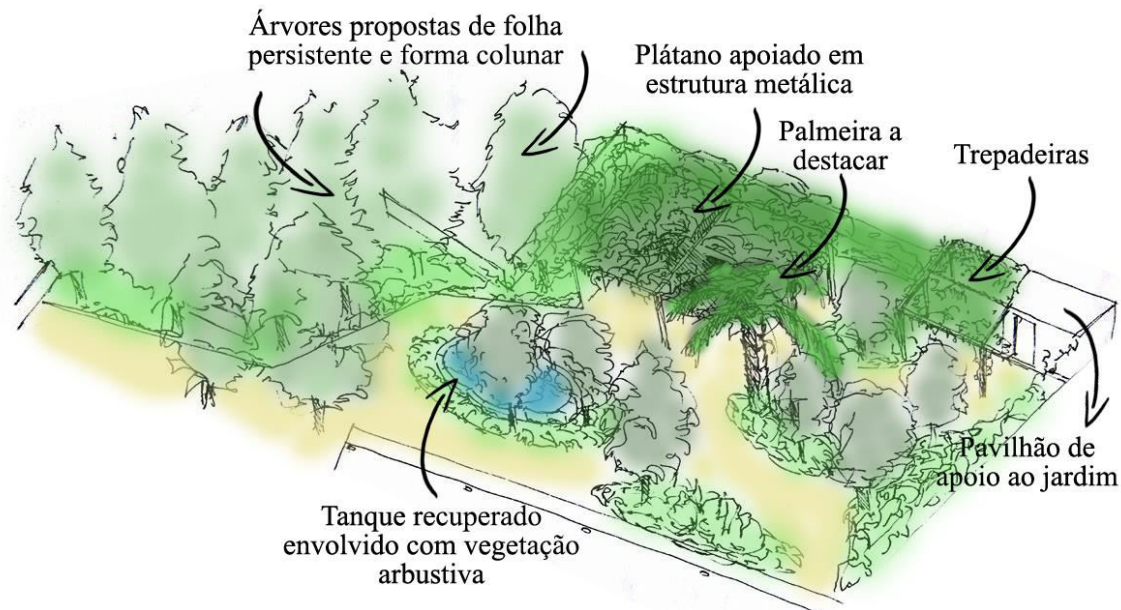 Árvores propostas de folha
persistente e forma colunar
Plátano apoiado em
estrutura metálica
Palmeira a
destacar
Trepadeiras
Pavilhão de
apoio ao jardim
Tanque recuperado
envolvido com vegetação
arbustiva